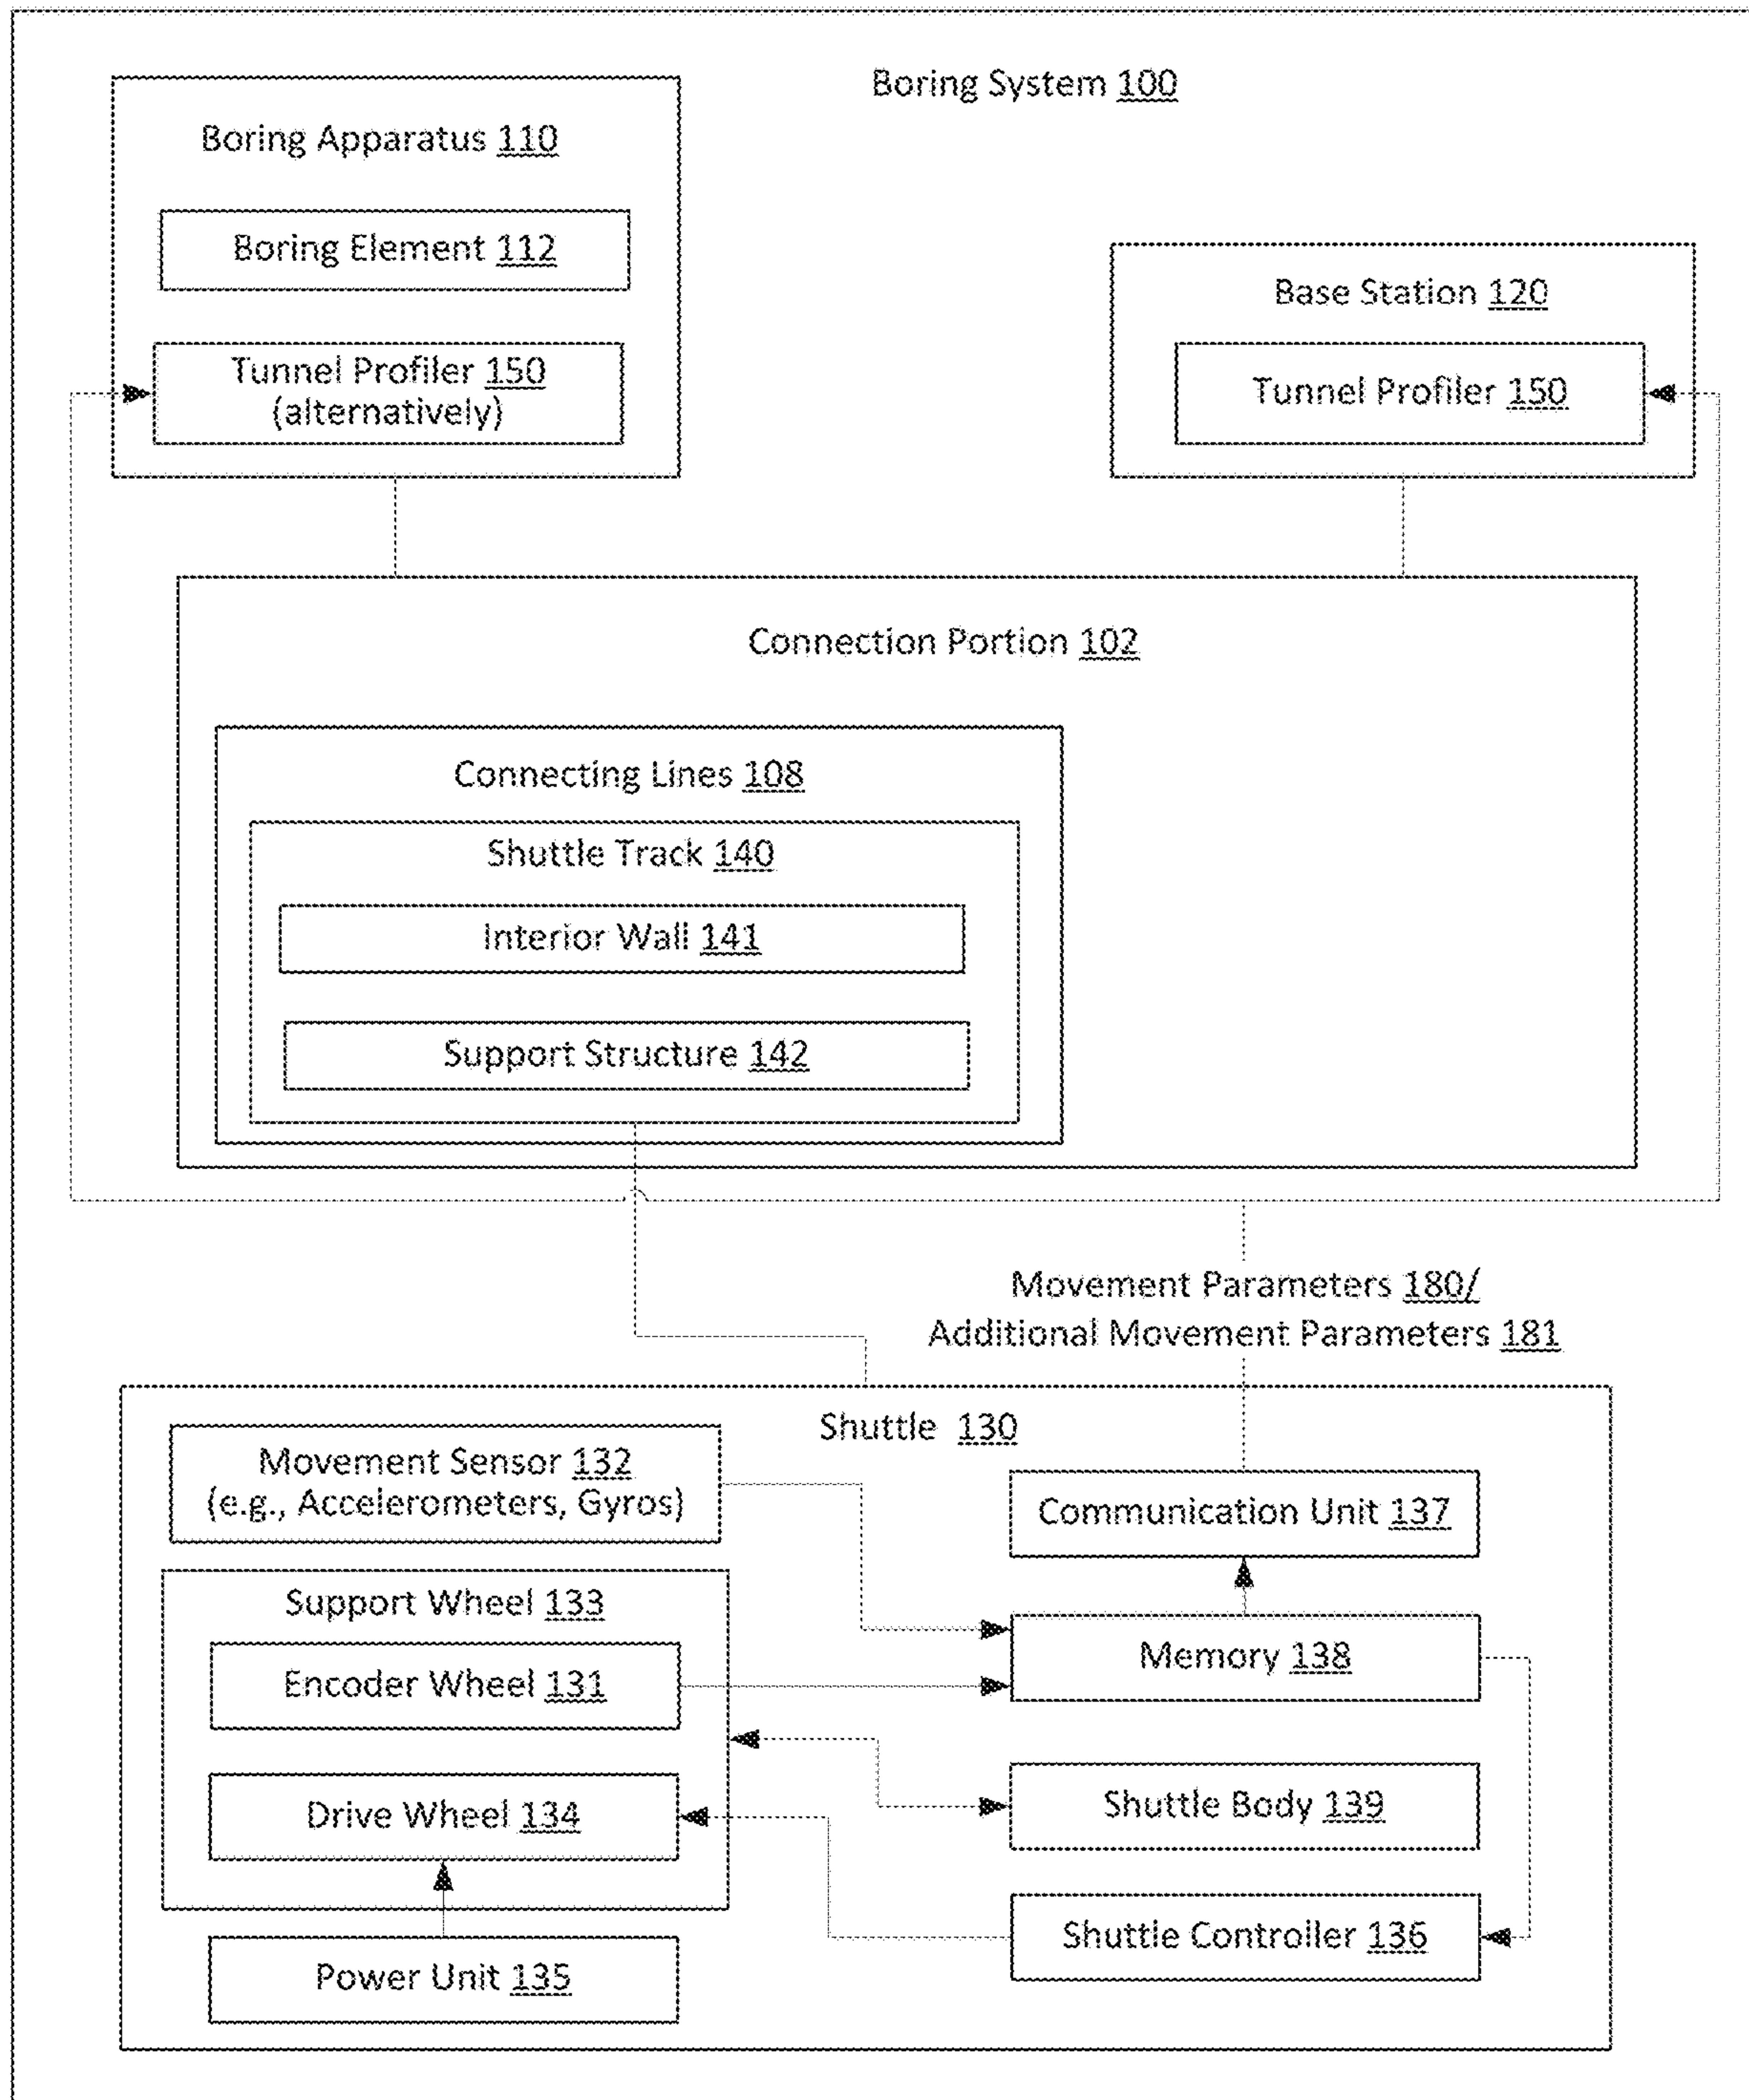 Boring System 100
Boring Apparatus 110
Boring Element 112
Tunnel Profiler 150
(alternatively)
Base Station 120
Tunnel Profiler 150
Connection Portion 102
Connecting Lines 108
Shuttle Track 140
Interior Wall 141
Support Structure 142
Movement Parameters 180/
Additional Movement Parameters 181
Shuttle 130
Movement Sensor 132
(e.g., Accelerometers, Gyros)
Support Wheel 133
Encoder Wheel 131
Drive Wheel 134
Power Unit 135
Communication Unit 137
Memory 138
Shuttle Body 139
Shuttle Controller 136